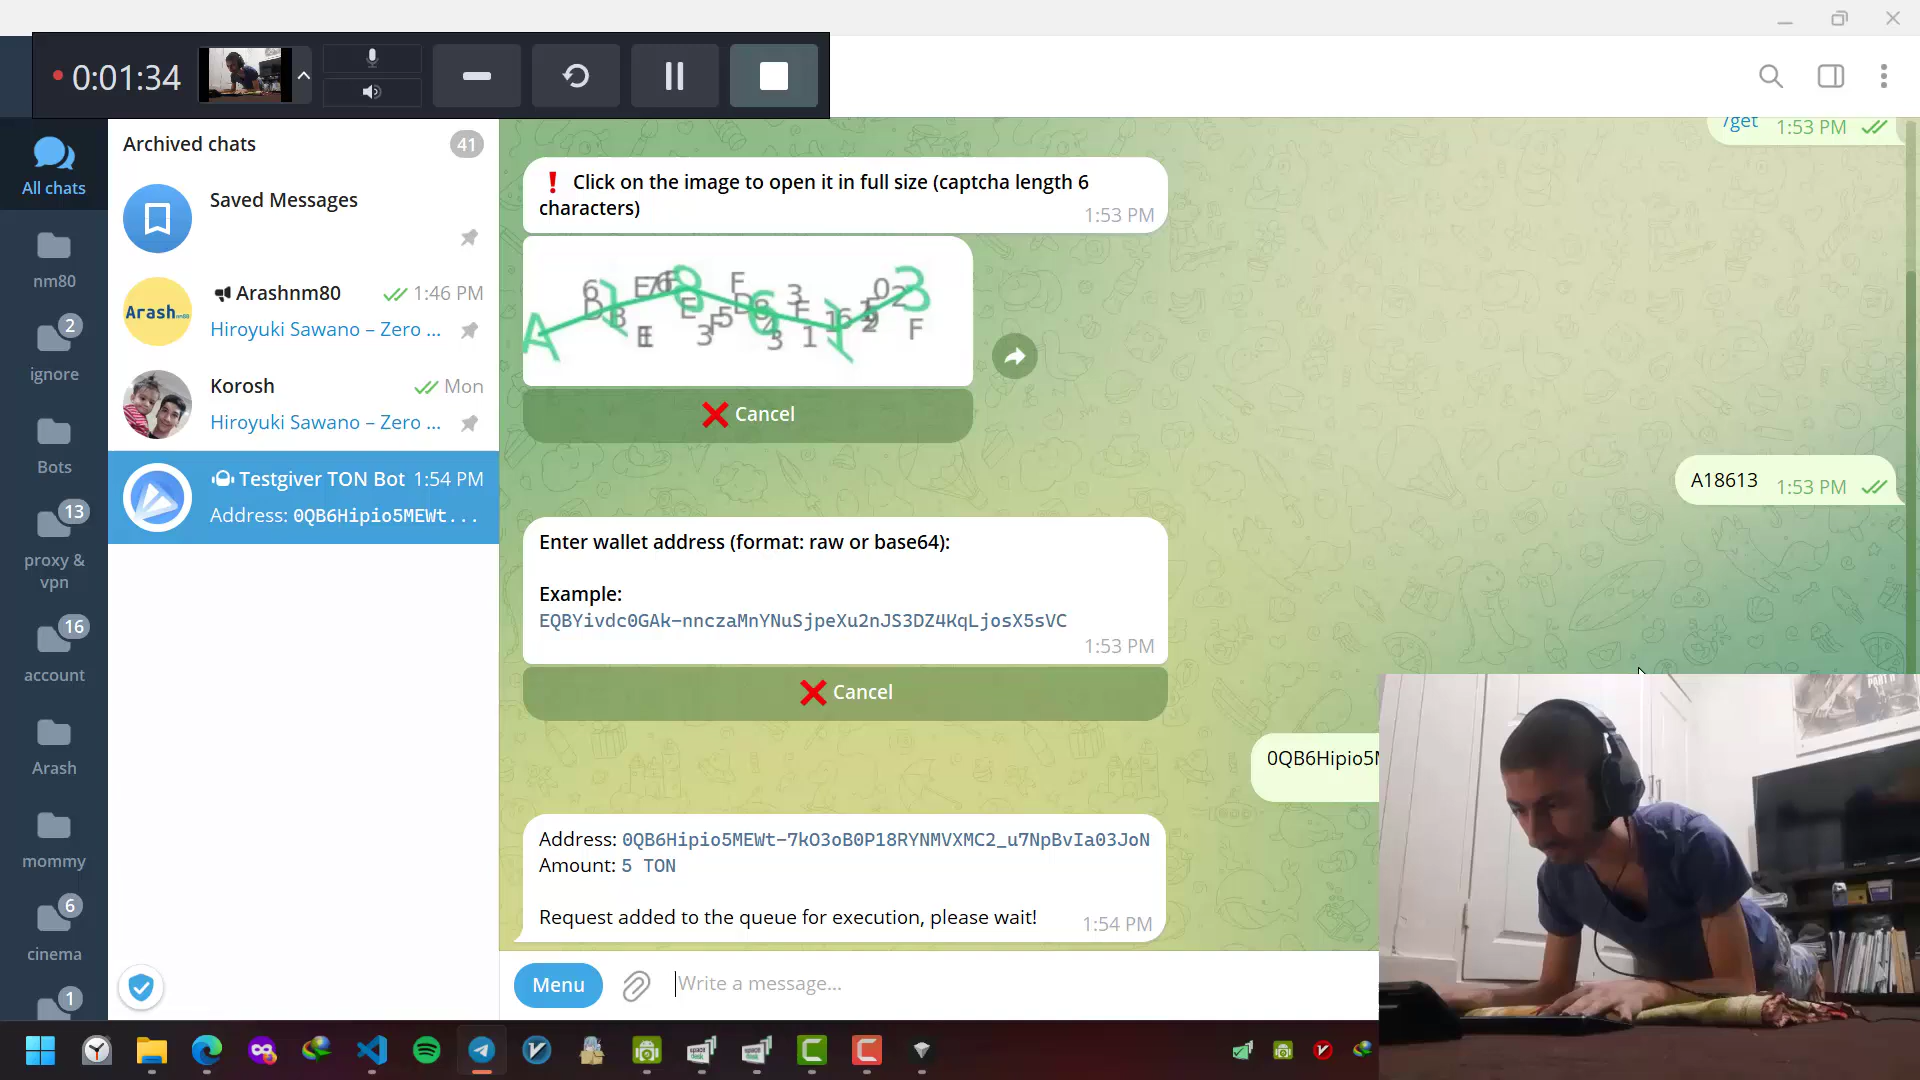 0:01:34
Archived chats
41
All chats
Saved Messages
nm80
Arashnm80
1:46 PM
Hiroyuki Sawano – Zero ...
Arash
nm80
2
ignore
Korosh
Mon
Hiroyuki Sawano – Zero ...
Bots
Testgiver TON Bot
1:54 PM
Address: 0QB6Hipio5MEWt...
13
proxy &
vpn
16
account
Arash
mommy
6
cinema
1
/get
1:53 PM
❗ Click on the image to open it in full size (captcha length 6
characters)
1:53 PM
A18613
❌ Cancel
A18613
1:53 PM
Enter wallet address (format: raw or base64):
Example:
EQBYivdc0GAk-nnczaMnYNuSjpeXu2nJS3DZ4KqLjosX5sVC
1:53 PM
❌ Cancel
0QB6Hipio5M
Address: 0QB6Hipio5MEWt-7kO3oB0P18RYNMVXMC2_u7NpBvIa03JoN
Amount: 5 TON
Request added to the queue for execution, please wait!
1:54 PM
Menu
Write a message...